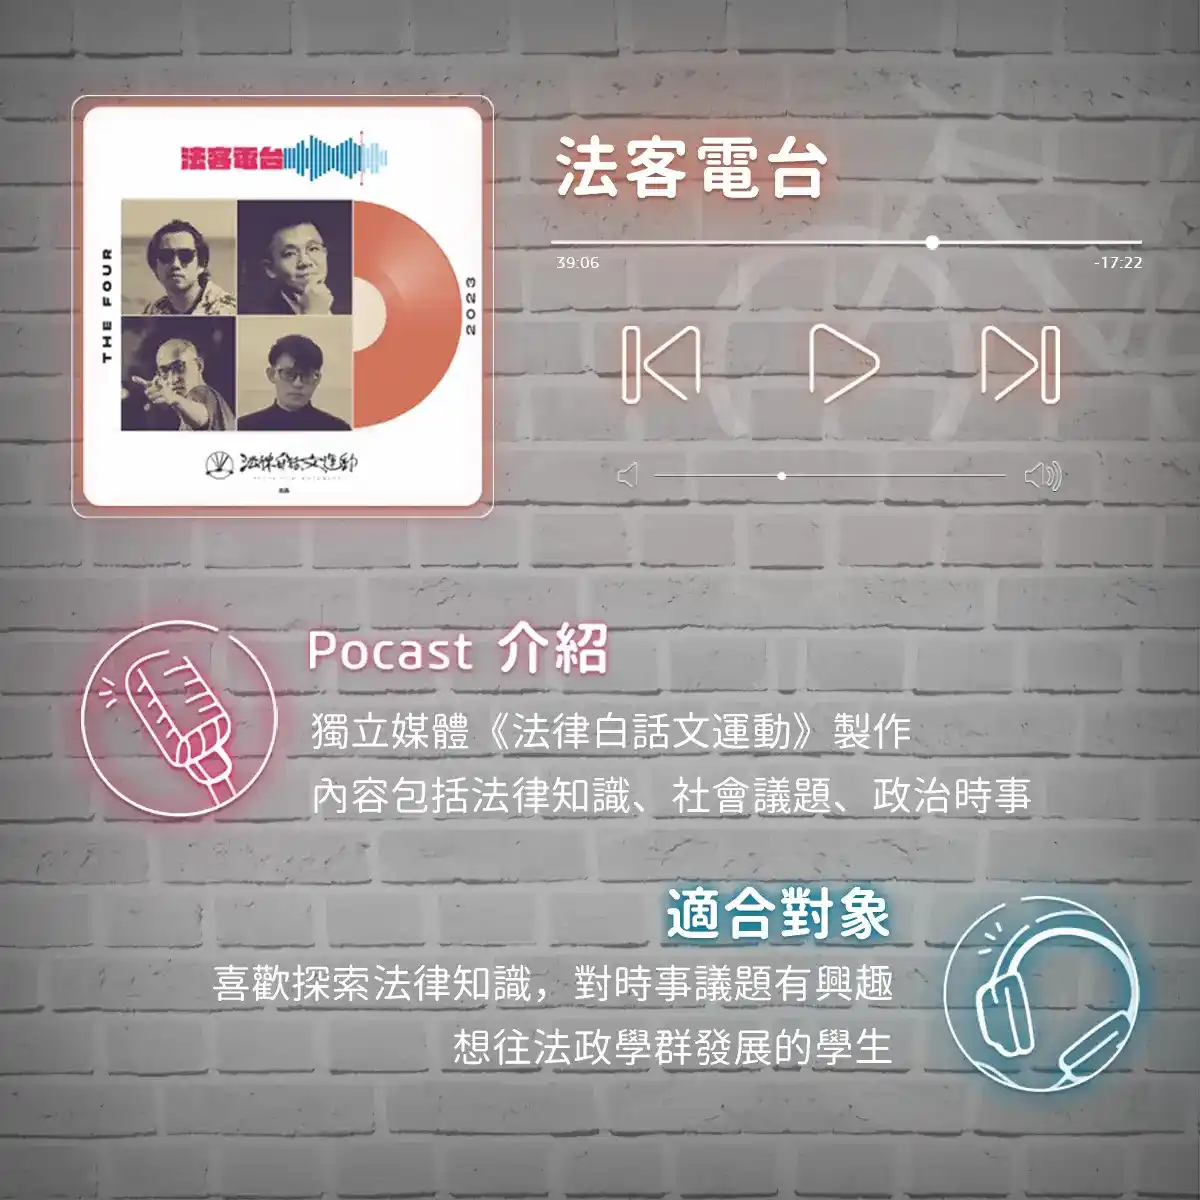 法客電台
THE FOUR
2023
法律白話文運動
法客電台
39:06
-17:22
Pocast 介紹
獨立媒體《法律白話文運動》製作
內容包括法律知識、社會議題、政治時事
適合對象
喜歡探索法律知識，對時事議題有興趣
想往法政學群發展的學生